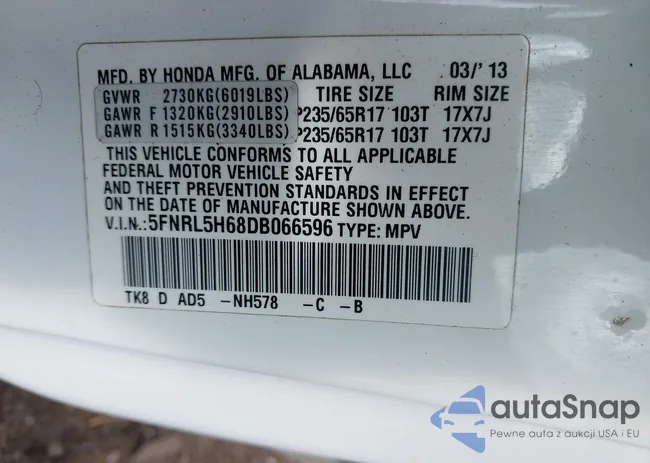 MFD. BY HONDA MFG. OF ALABAMA, LLC 03/'13
GVWR 2730KG(6019LBS) TIRE SIZE RIM SIZE
GAWR F 1320KG(2910LBS) P235/65R17 103T 17X7J
GAWR R 1515KG(3340LBS) P235/65R17 103T 17X7J
THIS VEHICLE CONFORMS TO ALL APPLICABLE
FEDERAL MOTOR VEHICLE SAFETY
AND THEFT PREVENTION STANDARDS IN EFFECT
ON THE DATE OF MANUFACTURE SHOWN ABOVE.
V.I.N.:5FNRL5H68DB066596 TYPE: MPV
TK8 D AD5 -NH578 -C -B
autaSnap
Pewne auta z aukcji USA i EU